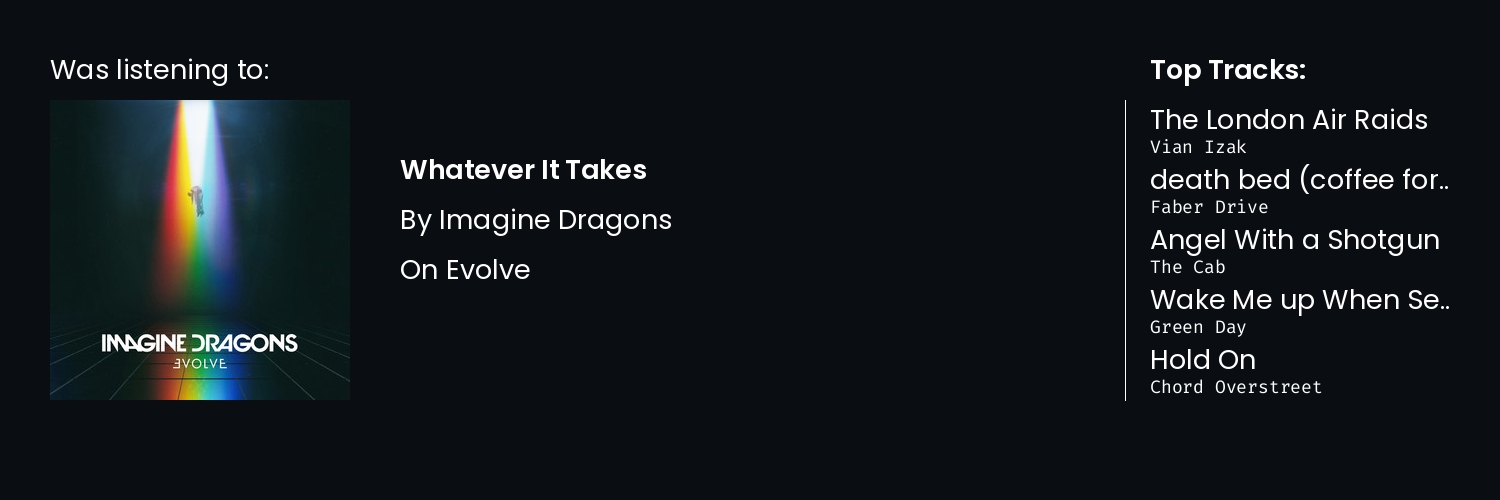 Was listening to:
IMAGINE DRAGONS
EVOLVE
Whatever It Takes
By Imagine Dragons
On Evolve
Top Tracks:
The London Air Raids
Vian Izak
death bed (coffee for..
Faber Drive
Angel With a Shotgun
The Cab
Wake Me up When Se..
Green Day
Hold On
Chord Overstreet